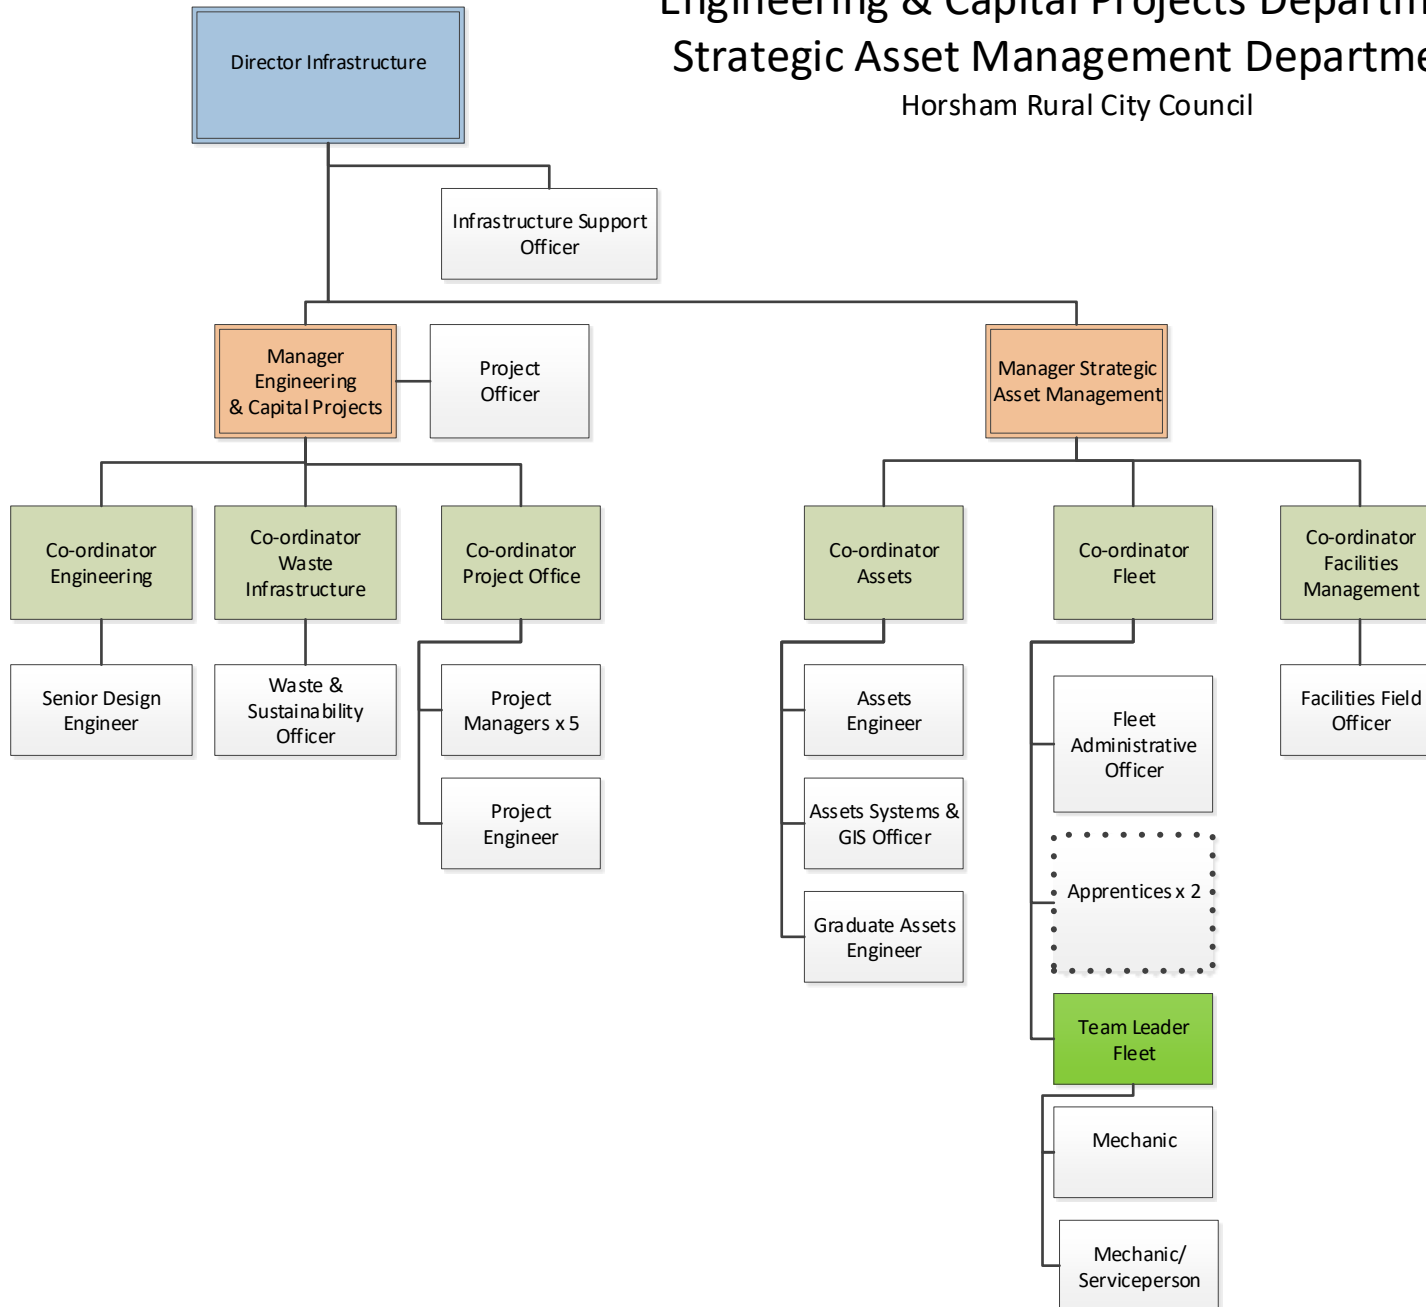 Engineering & Capital Projects Departm
Strategic Asset Management Departme
Horsham Rural City Council
Director Infrastructure
Infrastructure Support
Officer
Manager
Engineering
& Capital Projects
Project
Officer
Manager Strategic
Asset Management
Co-ordinator
Engineering
Co-ordinator
Waste
Infrastructure
Co-ordinator
Project Office
Co-ordinator
Assets
Co-ordinator
Fleet
Co-ordinator
Facilities
Management
Senior Design
Engineer
Waste &
Sustainability
Officer
Project
Managers x 5
Project
Engineer
Assets
Engineer
Assets Systems &
GIS Officer
Graduate Assets
Engineer
Fleet
Administrative
Officer
Apprentices x 2
Team Leader
Fleet
Mechanic
Mechanic/
Serviceperson
Facilities Field
Officer